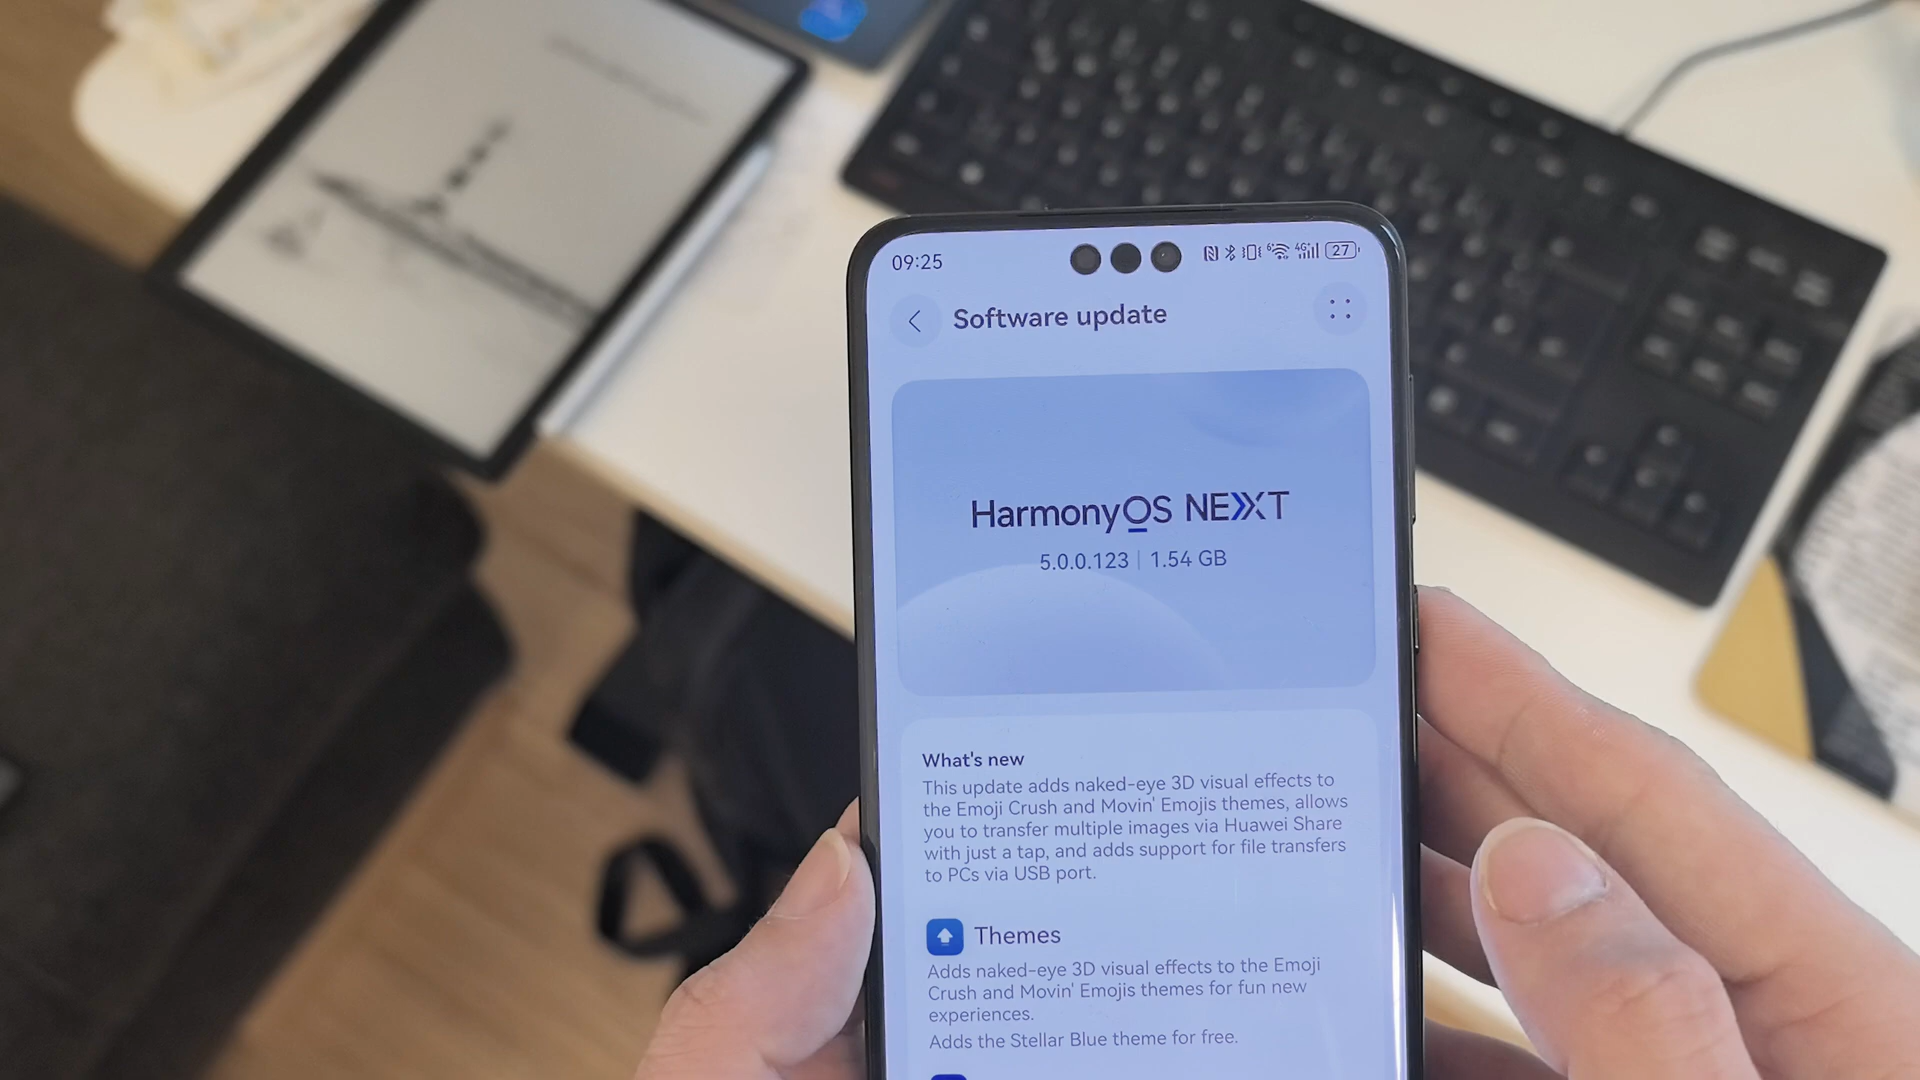 09:25
6 4G 27
Software update
HarmonyOS NEXT
5.0.0.123 | 1.54 GB
What's new
This update adds naked-eye 3D visual effects to
the Emoji Crush and Movin' Emojis themes, allows
you to transfer multiple images via Huawei Share
with just a tap, and adds support for file transfers
to PCs via USB port.
Themes
Adds naked-eye 3D visual effects to the Emoji
Crush and Movin' Emojis themes for fun new
experiences.
Adds the Stellar Blue theme for free.